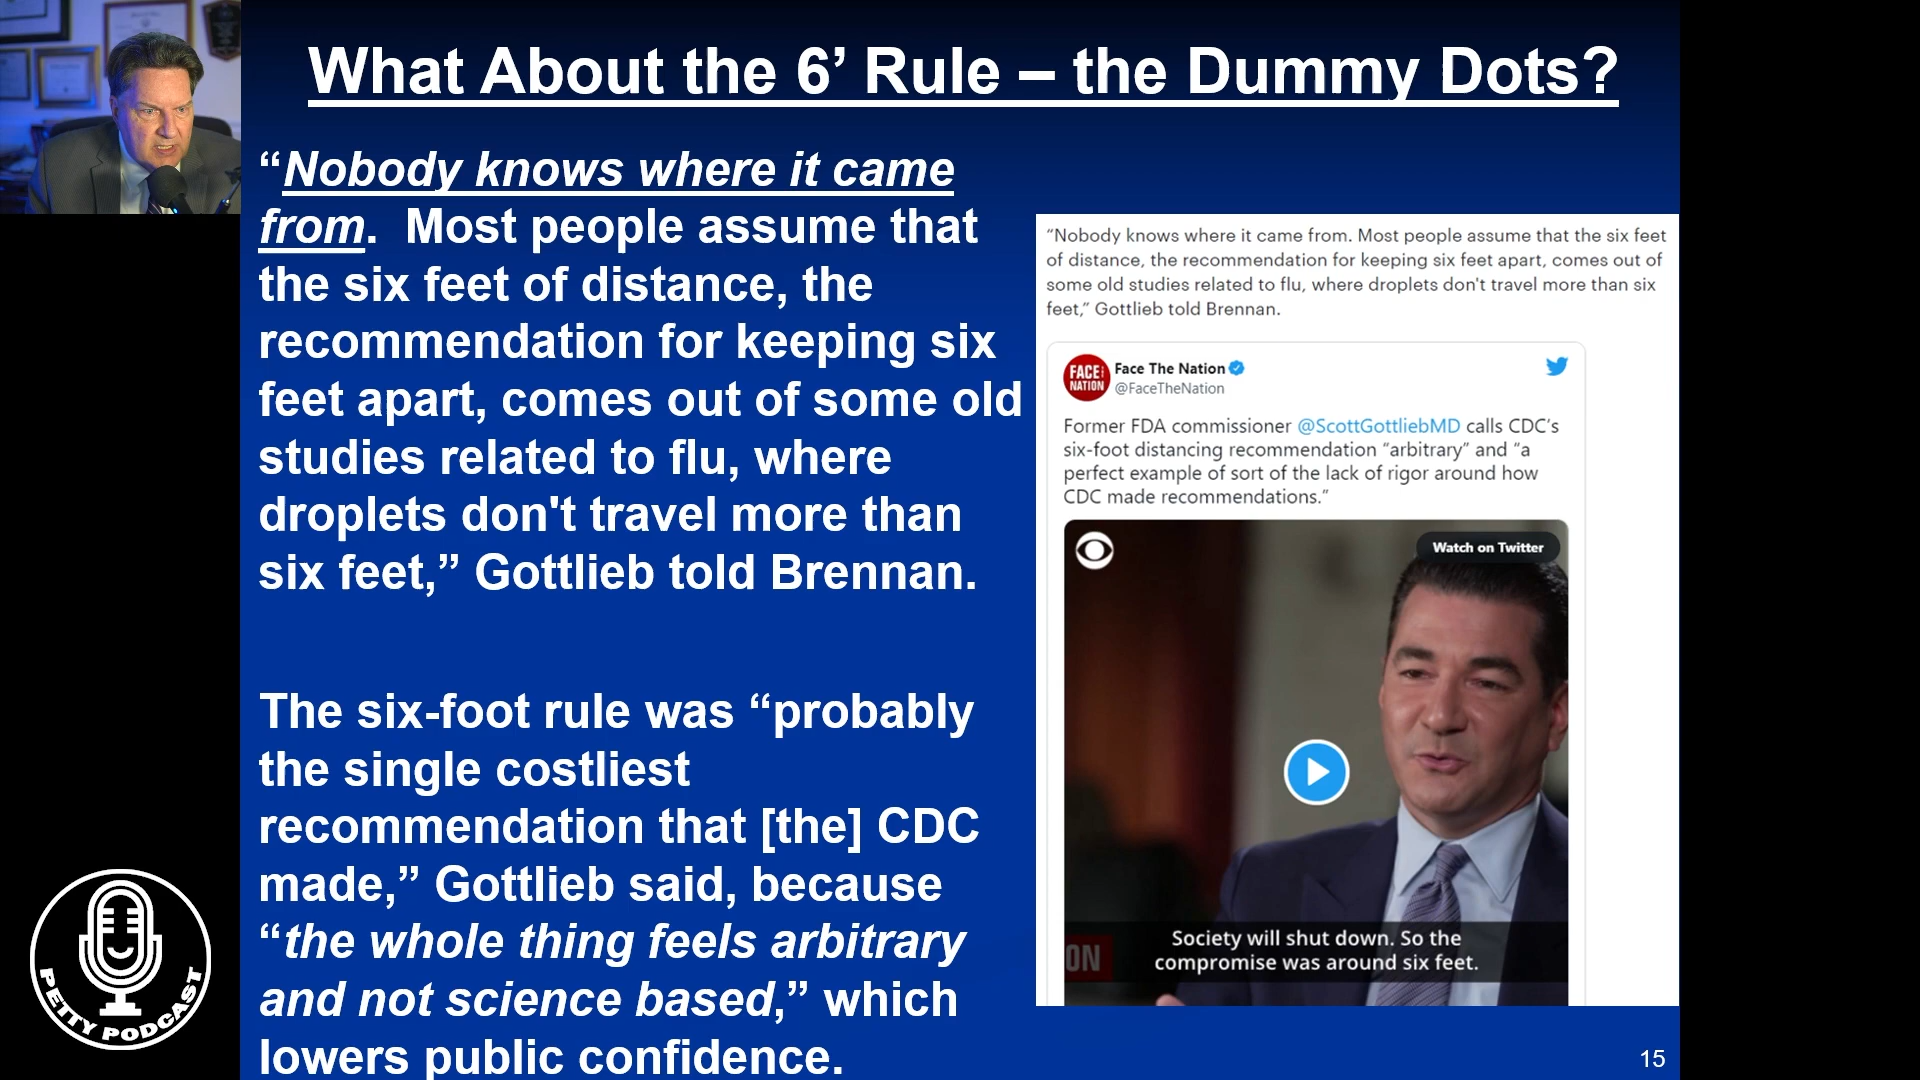 What About the 6’ Rule – the Dummy Dots?
“Nobody knows where it came
from.  Most people assume that
the six feet of distance, the
recommendation for keeping six
feet apart, comes out of some old
studies related to flu, where
droplets don't travel more than
six feet,” Gottlieb told Brennan.
The six-foot rule was “probably
the single costliest
recommendation that [the] CDC
made,” Gottlieb said, because
“the whole thing feels arbitrary
and not science based,” which
lowers public confidence.
“Nobody knows where it came from. Most people assume that the six feet
of distance, the recommendation for keeping six feet apart, comes out of
some old studies related to flu, where droplets don't travel more than six
feet,” Gottlieb told Brennan.
FACE THE NATION
Face The Nation
@FaceTheNation
Former FDA commissioner @ScottGottliebMD calls CDC’s
six-foot distancing recommendation “arbitrary” and “a
perfect example of sort of the lack of rigor around how
CDC made recommendations.”
Watch on Twitter
ON
Society will shut down. So the
compromise was around six feet.
PETTY PODCAST
15